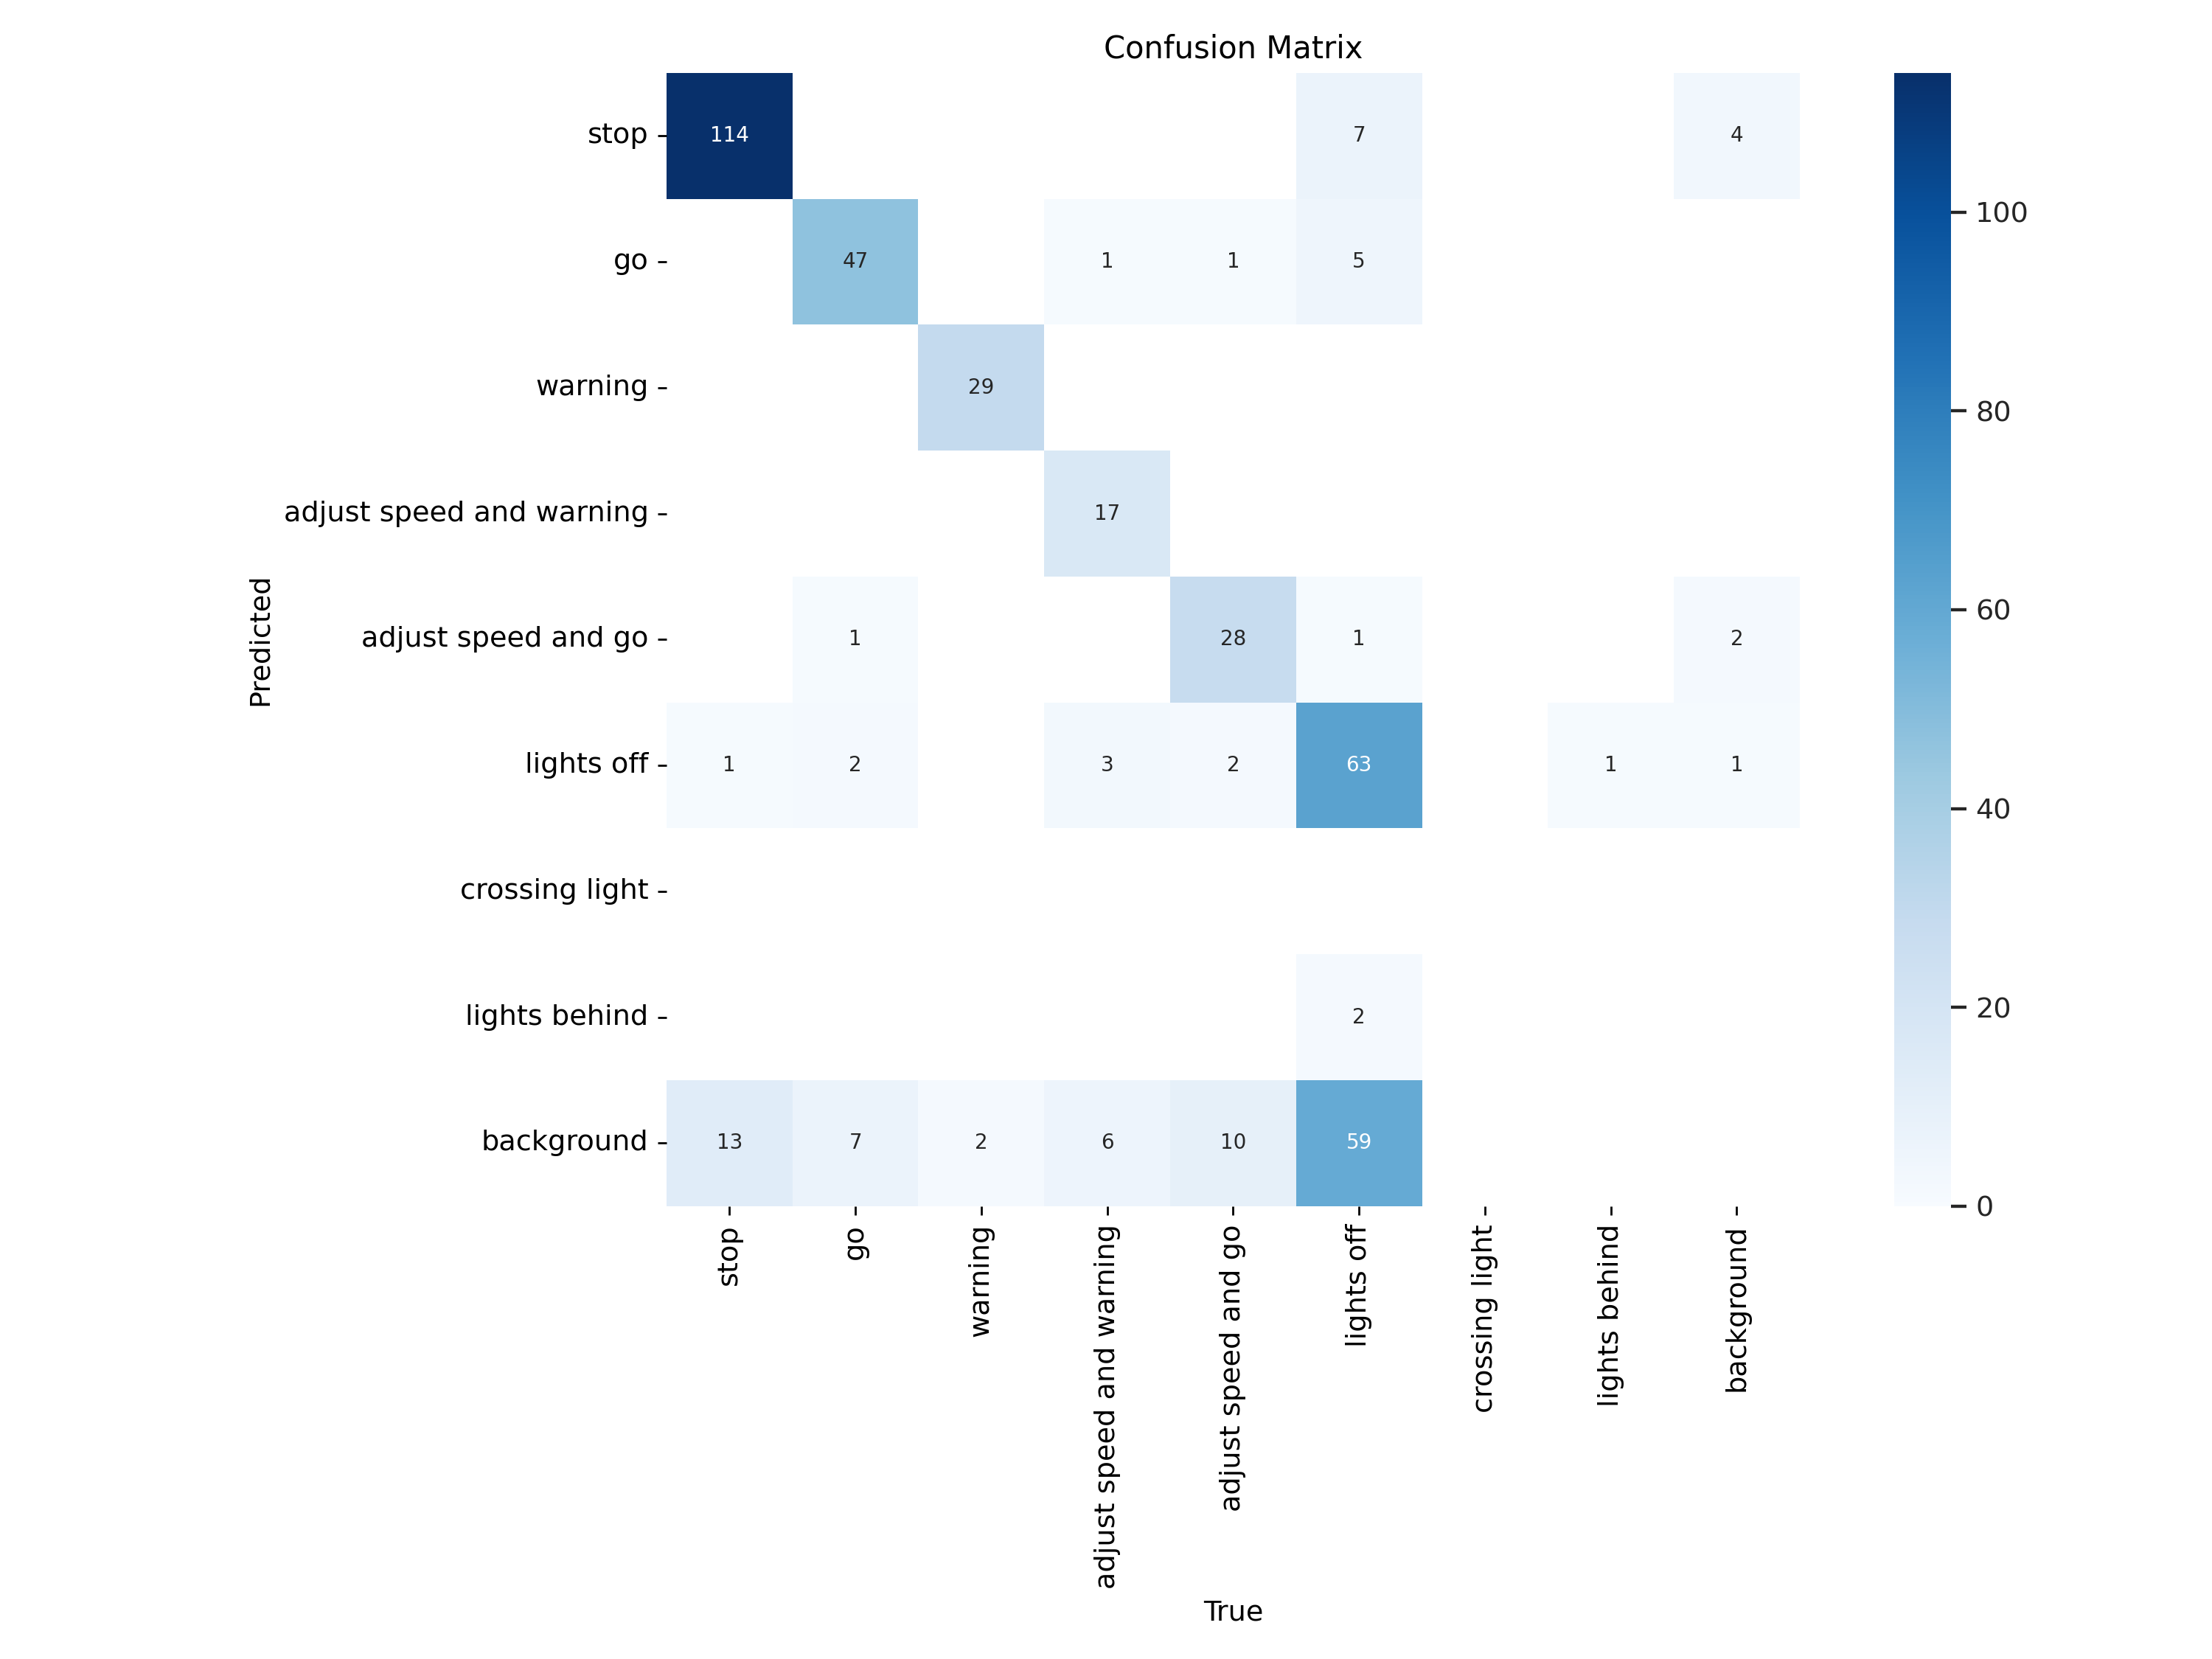 Confusion Matrix
stop 114 7 4
go 47 1 1 5
warning 29
adjust speed and warning 17
adjust speed and go 1 28 1 2
lights off 1 2 3 2 63 1 1
crossing light
lights behind 2
background 13 7 2 6 10 59
Predicted
stop
go
warning
adjust speed and warning
adjust speed and go
lights off
crossing light
lights behind
background
True
100
80
60
40
20
0